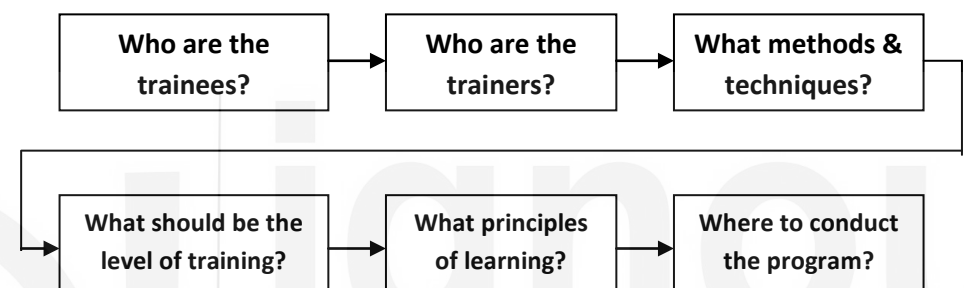 Who are the
trainees?
Who are the
trainers?
What methods &
techniques?
What should be the
level of training?
What principles
of learning?
Where to conduct
the program?
ignou